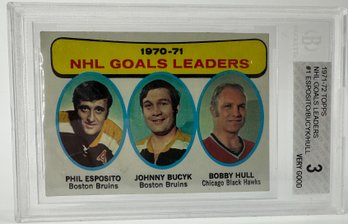 1970-71
NHL GOALS LEADERS
PHIL ESPOSITO
Boston Bruins
JOHNNY BUCYK
Boston Bruins
BOBBY HULL
Chicago Black Hawks
1971-72 TOPPS
NHL GOALS LEADERS
#1 ESPOSITO/BUCYK/HULL
3
VERY GOOD